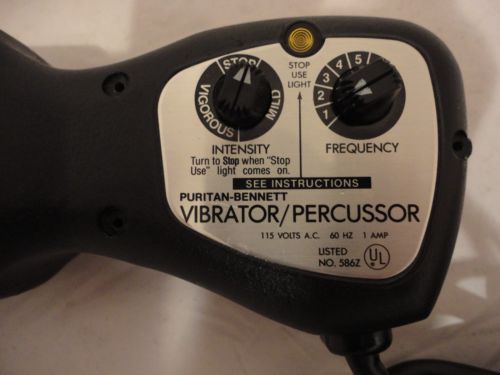 STOP
VIGOROUS
MILD
INTENSITY
Turn to Stop when "Stop
Use" light comes on.
STOP
USE
LIGHT
1 2 3 4 5
FREQUENCY
SEE INSTRUCTIONS
PURITAN-BENNETT
VIBRATOR/PERCUSSOR
115 VOLTS A.C. 60 HZ 1 AMP
LISTED
NO. 586Z
UL